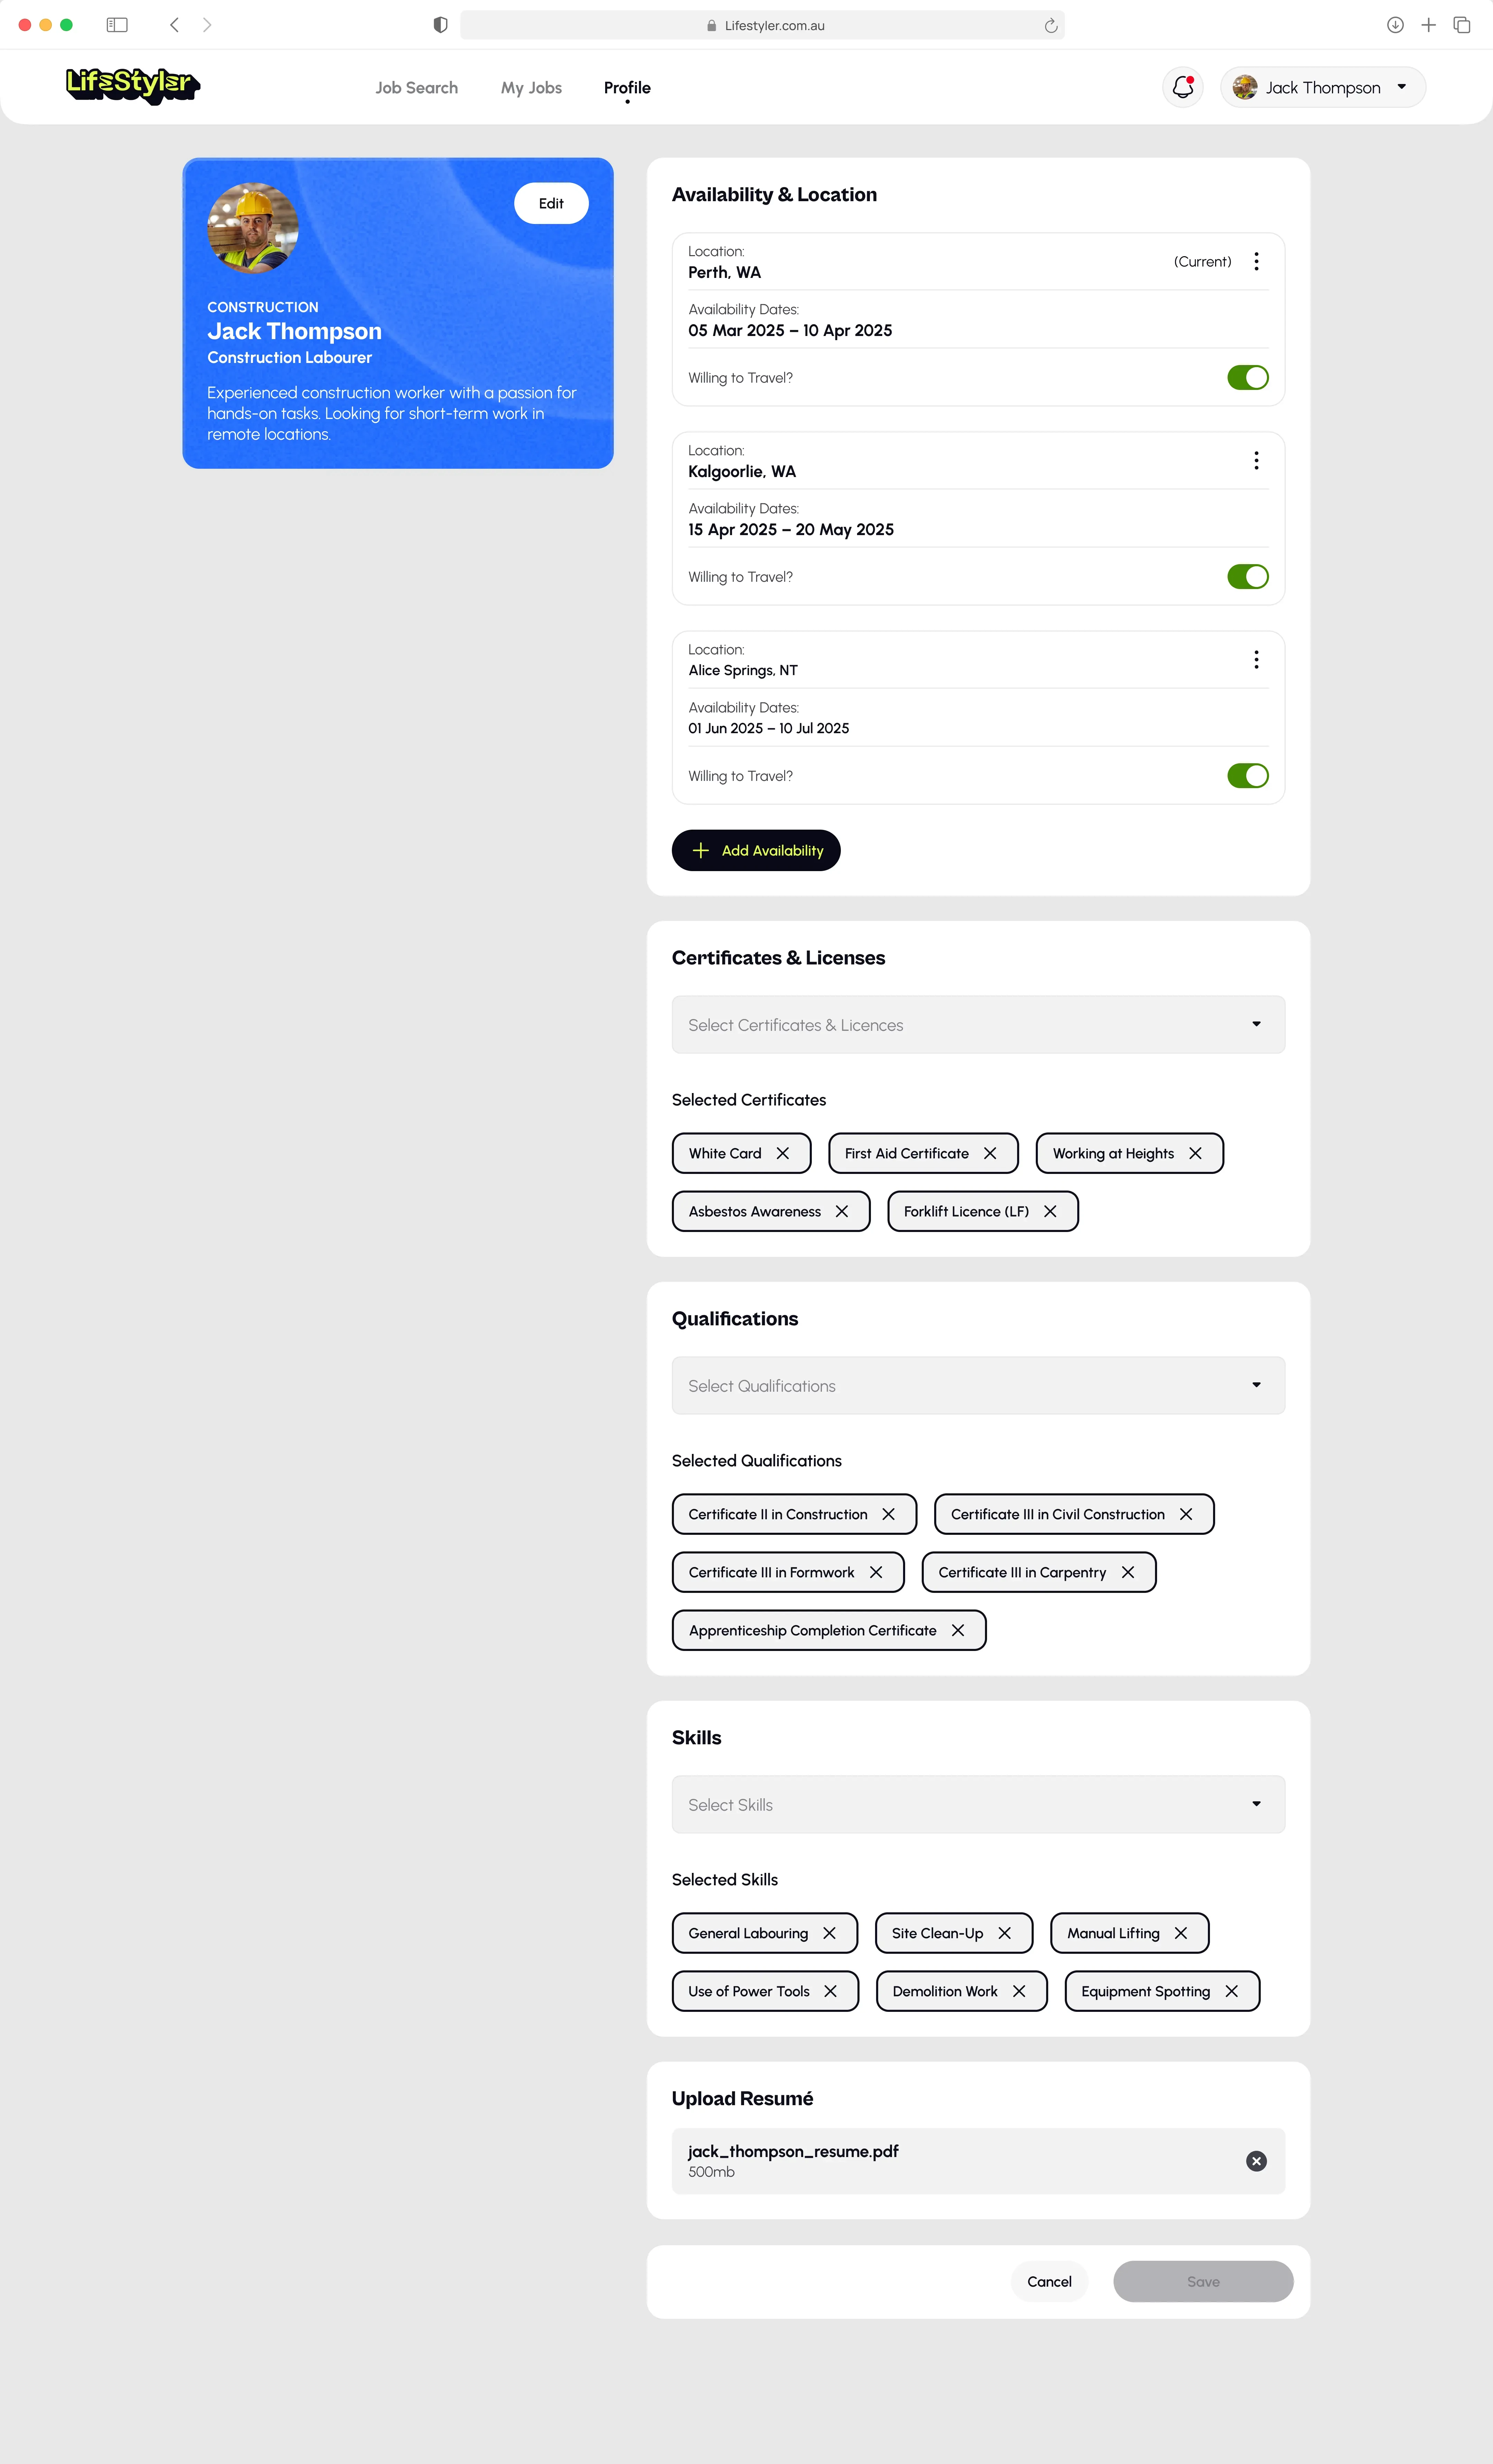 Lifestyler.com.au
LifeStyler
Job Search
My Jobs
Profile
Jack Thompson
Edit
CONSTRUCTION
Jack Thompson
Construction Labourer
Experienced construction worker with a passion for
hands-on tasks. Looking for short-term work in
remote locations.
Availability & Location
Location:
Perth, WA
(Current)
Availability Dates:
05 Mar 2025 – 10 Apr 2025
Willing to Travel?
Location:
Kalgoorlie, WA
Availability Dates:
15 Apr 2025 – 20 May 2025
Willing to Travel?
Location:
Alice Springs, NT
Availability Dates:
01 Jun 2025 – 10 Jul 2025
Willing to Travel?
Add Availability
Certificates & Licenses
Select Certificates & Licences
Selected Certificates
White Card
First Aid Certificate
Working at Heights
Asbestos Awareness
Forklift Licence (LF)
Qualifications
Select Qualifications
Selected Qualifications
Certificate II in Construction
Certificate III in Civil Construction
Certificate III in Formwork
Certificate III in Carpentry
Apprenticeship Completion Certificate
Skills
Select Skills
Selected Skills
General Labouring
Site Clean-Up
Manual Lifting
Use of Power Tools
Demolition Work
Equipment Spotting
Upload Resumé
jack_thompson_resume.pdf
500mb
Cancel
Save